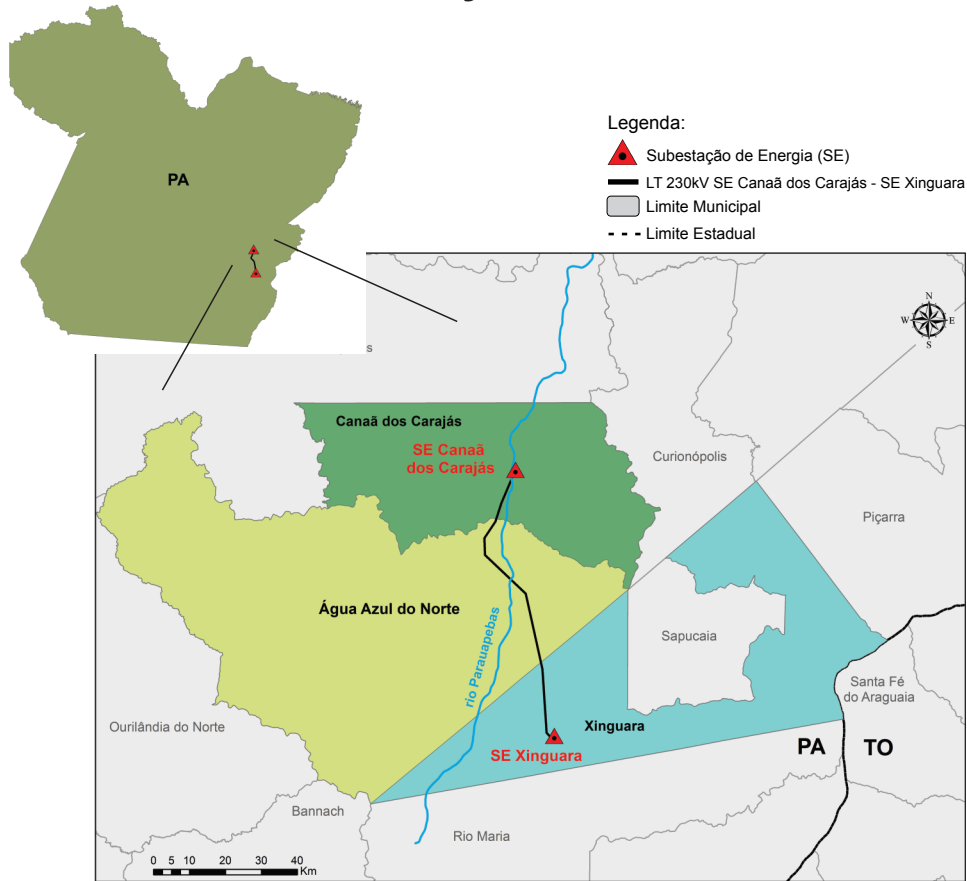 PA
Legenda:
Subestação de Energia (SE)
LT 230kV SE Canaã dos Carajás - SE Xinguara
Limite Municipal
Limite Estadual
N
W
E
S
Canaã dos Carajás
SE Canaã
dos Carajás
Curionópolis
Piçarra
Água Azul do Norte
rio Parauapebas
Sapucaia
Santa Fé
do Araguaia
Ourilândia do Norte
Xinguara
SE Xinguara
PA
TO
Bannach
Rio Maria
0 5 10 20 30 40
Km